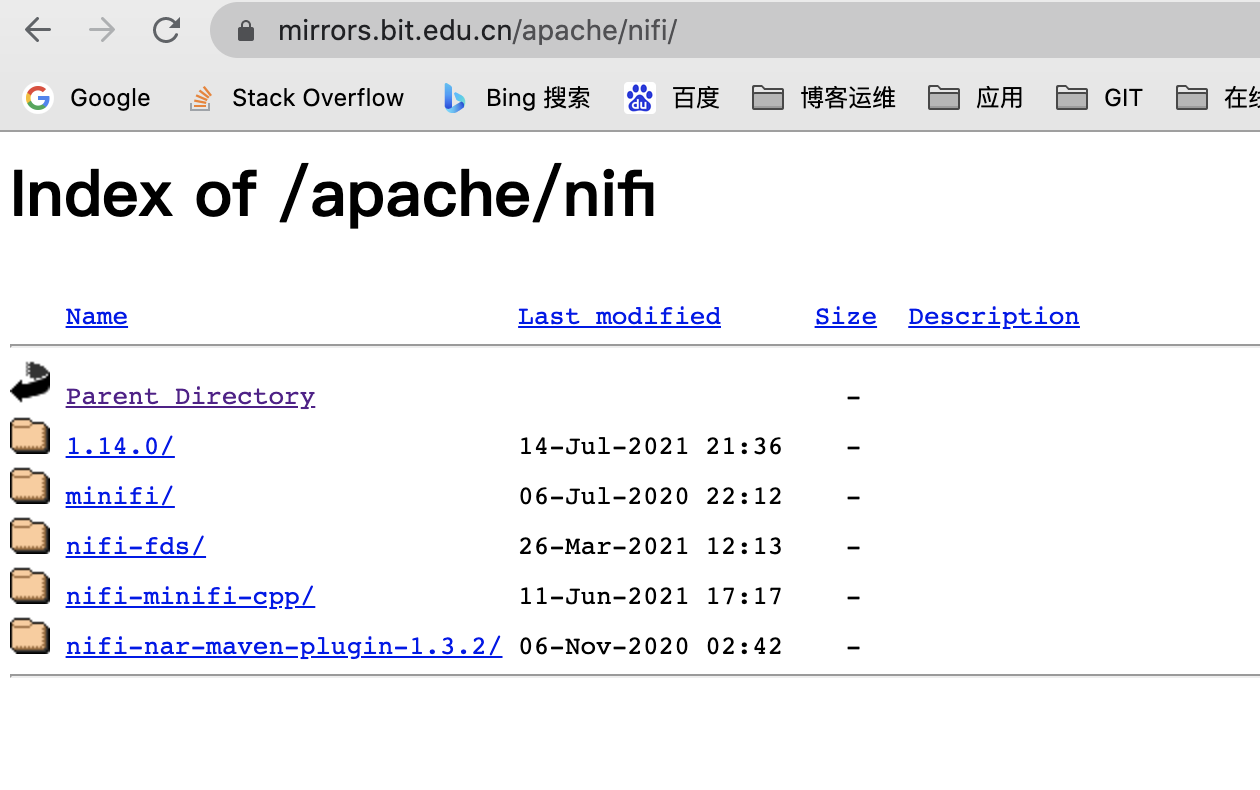 mirrors.bit.edu.cn/apache/nifi/
Google Stack Overflow Bing 搜索 百度 博客运维 应用 GIT
Index of /apache/nifi
Name Last modified Size Description
Parent Directory -
1.14.0/ 14-Jul-2021 21:36 -
minifi/ 06-Jul-2020 22:12 -
nifi-fds/ 26-Mar-2021 12:13 -
nifi-minifi-cpp/ 11-Jun-2021 17:17 -
nifi-nar-maven-plugin-1.3.2/ 06-Nov-2020 02:42 -